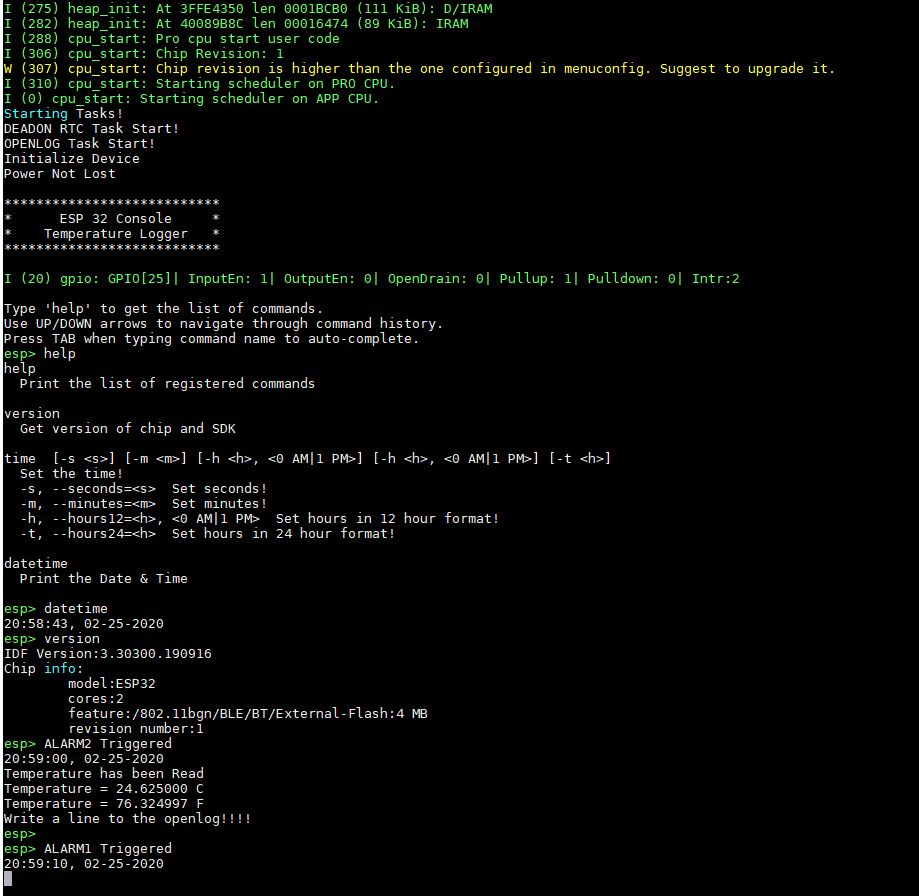 I (275) heap_init: At 3FFE4350 len 0001BCB0 (111 KiB): D/IRAM
I (282) heap_init: At 40089B8C len 00016474 (89 KiB): IRAM
I (288) cpu_start: Pro cpu start user code
I (306) cpu_start: Chip Revision: 1
W (307) cpu_start: Chip revision is higher than the one configured in menuconfig. Suggest to upgrade it.
I (310) cpu_start: Starting scheduler on PRO CPU.
I (0) cpu_start: Starting scheduler on APP CPU.
Starting Tasks!
DEADON RTC Task Start!
OPENLOG Task Start!
Initialize Device
Power Not Lost

***************************
*      ESP 32 Console     *
*    Temperature Logger   *
***************************

I (20) gpio: GPIO[25]| InputEn: 1| OutputEn: 0| OpenDrain: 0| Pullup: 1| Pulldown: 0| Intr:2

Type 'help' to get the list of commands.
Use UP/DOWN arrows to navigate through command history.
Press TAB when typing command name to auto-complete.
esp> help
help
  Print the list of registered commands

version
  Get version of chip and SDK

time  [-s <s>] [-m <m>] [-h <h>, <0 AM|1 PM>] [-h <h>, <0 AM|1 PM>] [-t <h>]
  Set the time!
  -s, --seconds=<s>  Set seconds!
  -m, --minutes=<m>  Set minutes!
  -h, --hours12=<h>, <0 AM|1 PM>  Set hours in 12 hour format!
  -t, --hours24=<h>  Set hours in 24 hour format!

datetime
  Print the Date & Time

esp> datetime
20:58:43, 02-25-2020
esp> version
IDF Version:3.30300.190916
Chip info:
        model:ESP32
        cores:2
        feature:/802.11bgn/BLE/BT/External-Flash:4 MB
        revision number:1
esp> ALARM2 Triggered
20:59:00, 02-25-2020
Temperature has been Read
Temperature = 24.625000 C
Temperature = 76.324997 F
Write a line to the openlog!!!!
esp>
esp> ALARM1 Triggered
20:59:10, 02-25-2020